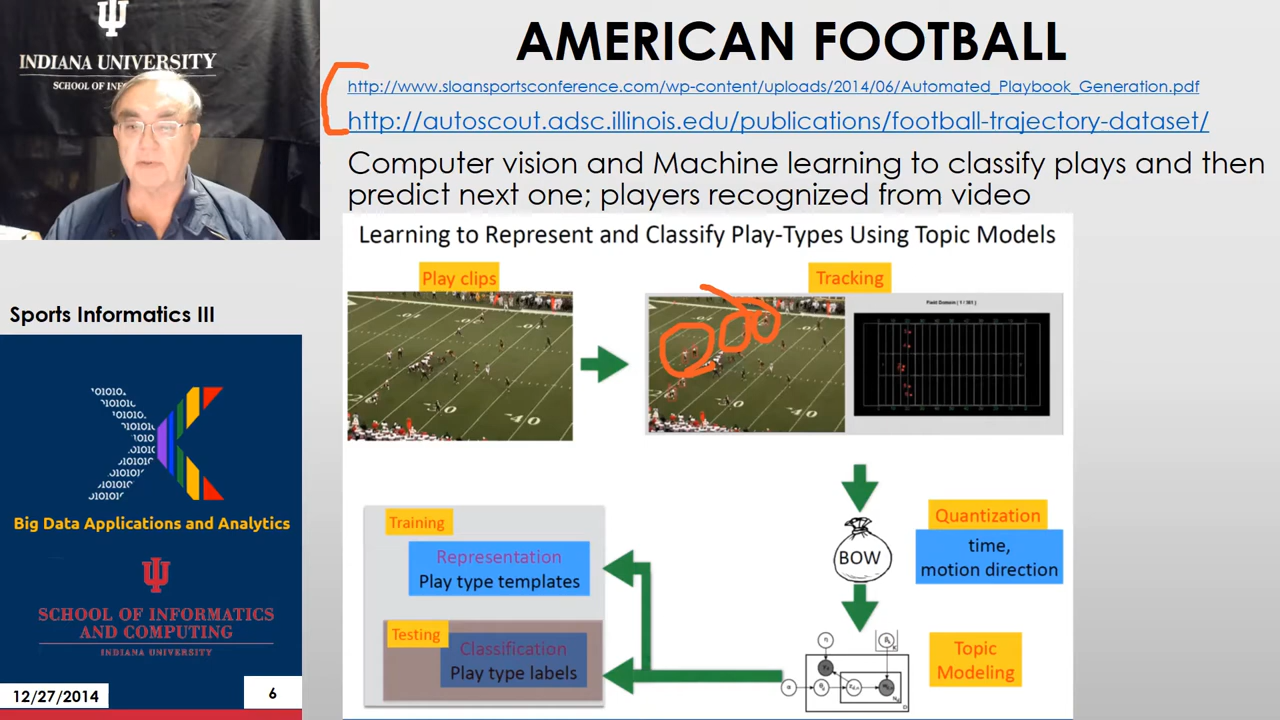 INDIANA UNIVERSITY
SCHOOL OF
AMERICAN FOOTBALL
http://www.sloansportsconference.com/wp-content/uploads/2014/06/Automated_Playbook_Generation.pdf
http://autoscout.adsc.illinois.edu/publications/football-trajectory-dataset/
Computer vision and Machine learning to classify plays and then
predict next one; players recognized from video
Learning to Represent and Classify Play-Types Using Topic Models
Play clips
Tracking
30
40
30
40
Sports Informatics III
Big Data Applications and Analytics
SCHOOL OF INFORMATICS
AND COMPUTING
INDIANA UNIVERSITY
12/27/2014
6
Training
Representation
Play type templates
Testing
Classification
Play type labels
BOW
Quantization
time,
motion direction
Topic
Modeling